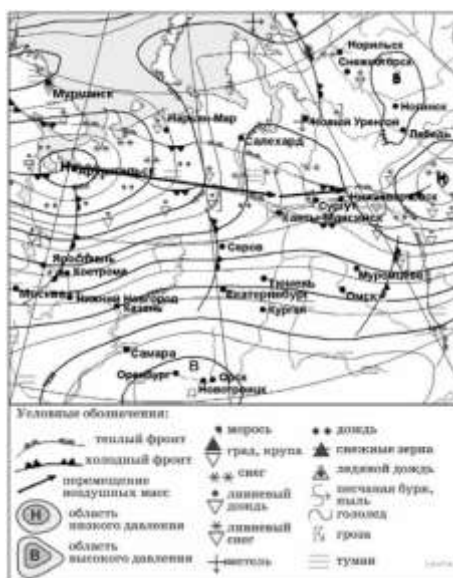 Норильск
Снежногорск
Мурманск
В
Нарьян-Мар
Новый Уренгой
Лебедь
Салехард
Н
Н
Нижневартовск
Сургут
Ханты-Мансийск
Ярославль
Кострома
Серов
Москва
Нижний Новгород
Казань
Тюмень
Екатеринбург
Курган
Омск
Самара
Оренбург
В
Орск
Новотроицк
Условные обозначения:
теплый фронт
холодный фронт
перемещение
воздушных масс
Н
область
низкого давления
В
область
высокого давления
морось
град, крупа
снег
ливневый
дождь
ливневый
снег
метель
дождь
снежные зерна
ледяной дождь
песчаная буря,
пыль
гололед
гроза
туман